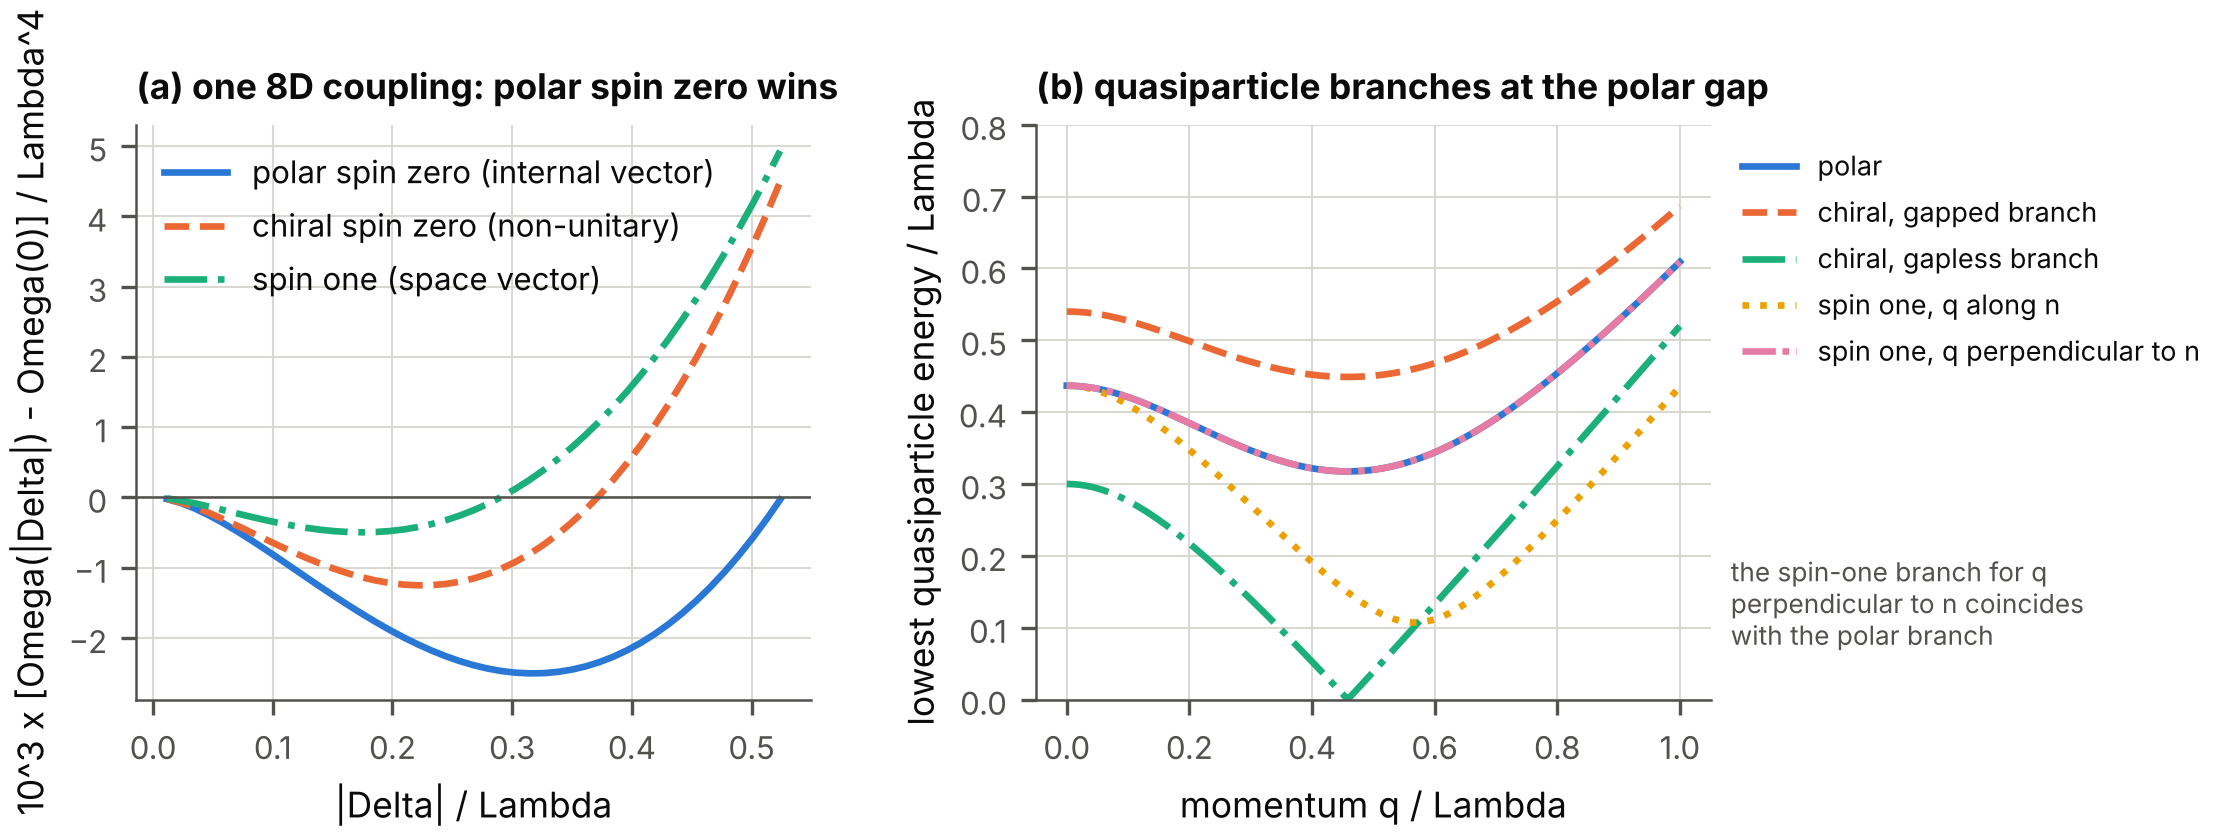 (a) one 8D coupling: polar spin zero wins
10^3 x [Omega(|Delta|) - Omega(0)] / Lambda^4
5
4
3
2
1
0
−1
−2
polar spin zero (internal vector)
chiral spin zero (non-unitary)
spin one (space vector)
0.0 0.1 0.2 0.3 0.4 0.5
|Delta| / Lambda
(b) quasiparticle branches at the polar gap
lowest quasiparticle energy / Lambda
0.8
0.7
0.6
0.5
0.4
0.3
0.2
0.1
0.0
0.0 0.2 0.4 0.6 0.8 1.0
momentum q / Lambda
polar
chiral, gapped branch
chiral, gapless branch
spin one, q along n
spin one, q perpendicular to n
the spin-one branch for q
perpendicular to n coincides
with the polar branch